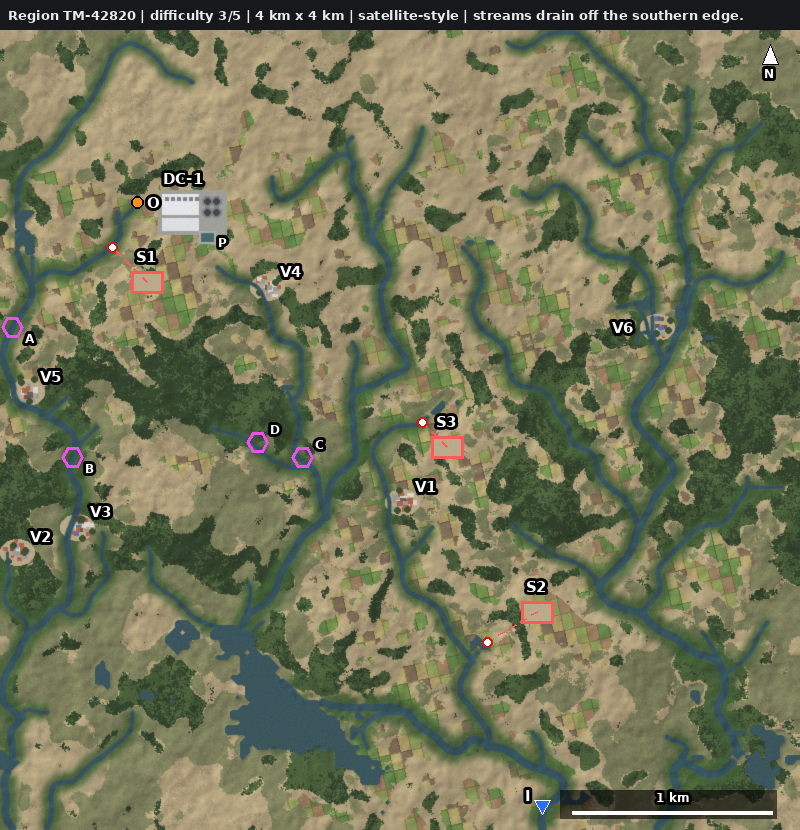 Region TM-42820 | difficulty 3/5 | 4 km x 4 km | satellite-style | streams drain off the southern edge.
N
DC-1
O
P
S1
V4
V6
A
V5
S3
D
C
B
V1
V3
V2
S2
I
1 km